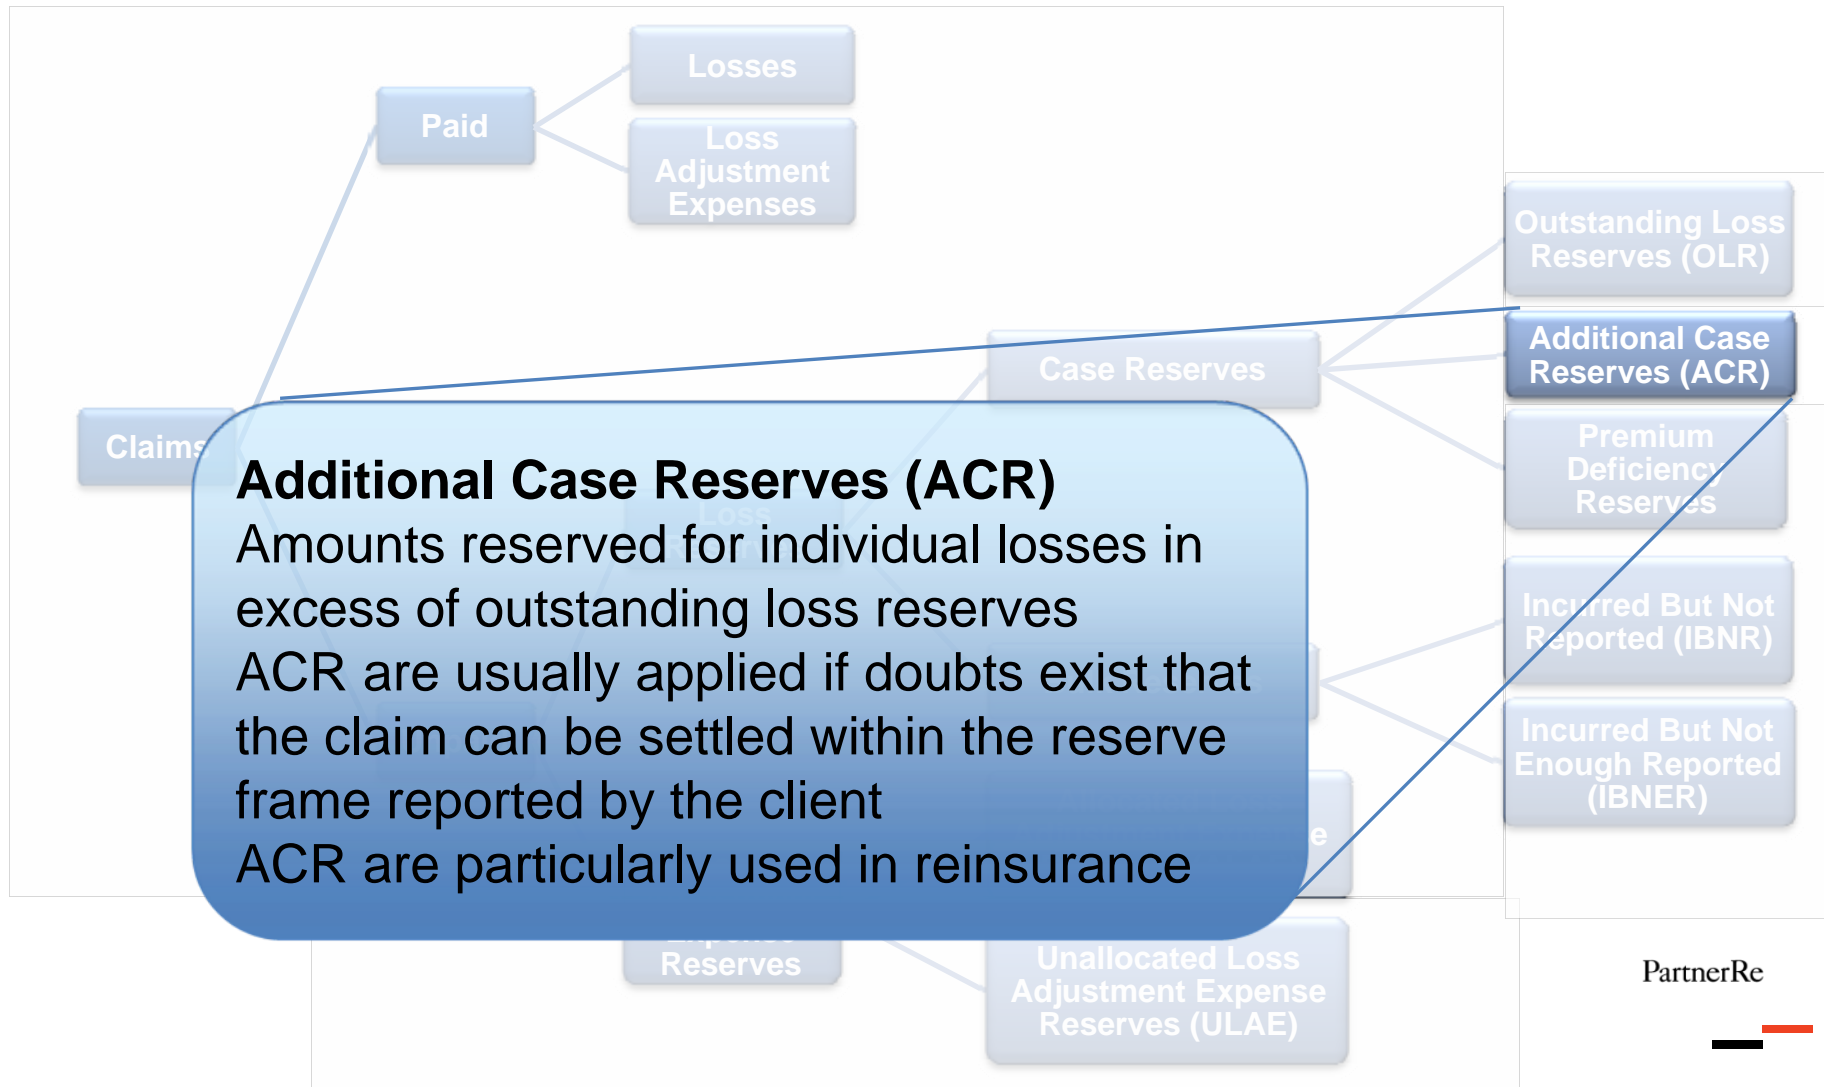 Losses
Paid
Loss
Adjustment
Expenses
Outstanding Loss
Reserves (OLR)
Additional Case
Reserves (ACR)
Case Reserves
Claims
Premium
Deficiency
Reserves
Additional Case Reserves (ACR)
Amounts reserved for individual losses in
excess of outstanding loss reserves
ACR are usually applied if doubts exist that
the claim can be settled within the reserve
frame reported by the client
ACR are particularly used in reinsurance
Loss
Incurred But Not
Reported (IBNR)
Incurred But Not
Enough Reported
(IBNER)
Expense
Reserves
Unallocated Loss
Adjustment Expense
Reserves (ULAE)
PartnerRe